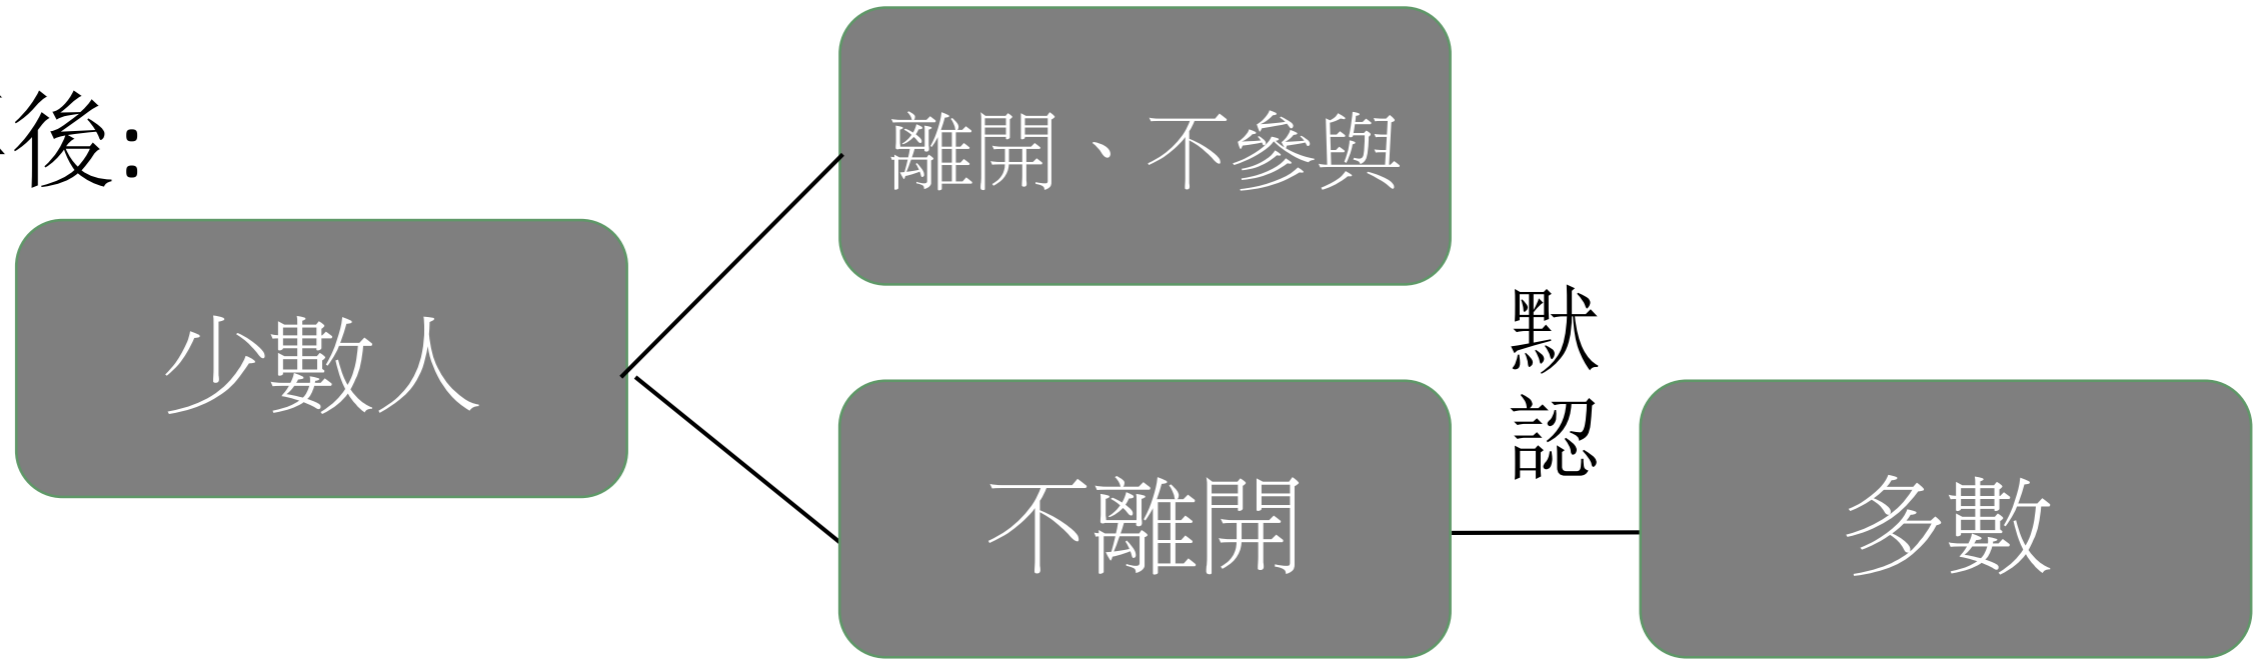 後:
離開、不參與
少數人
默認
不離開
多數